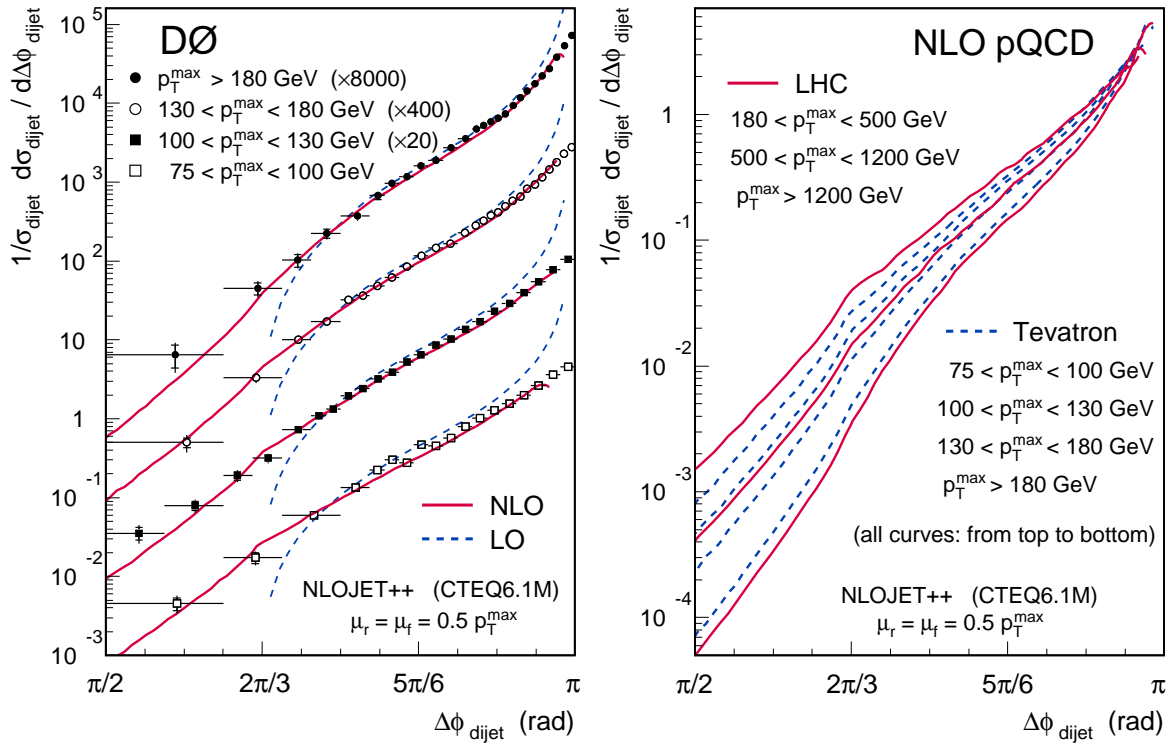 DØ
p_T^max > 180 GeV (×8000)
130 < p_T^max < 180 GeV (×400)
100 < p_T^max < 130 GeV (×20)
75 < p_T^max < 100 GeV
NLO
LO
NLOJET++ (CTEQ6.1M)
μ_r = μ_f = 0.5 p_T^max
1/σ_dijet dσ_dijet / dΔϕ_dijet
10^5
10^4
10^3
10^2
10
1
10^-1
10^-2
10^-3
10
π/2
2π/3
5π/6
π
Δϕ_dijet (rad)
NLO pQCD
LHC
180 < p_T^max < 500 GeV
500 < p_T^max < 1200 GeV
p_T^max > 1200 GeV
Tevatron
75 < p_T^max < 100 GeV
100 < p_T^max < 130 GeV
130 < p_T^max < 180 GeV
p_T^max > 180 GeV
(all curves: from top to bottom)
NLOJET++ (CTEQ6.1M)
μ_r = μ_f = 0.5 p_T^max
1/σ_dijet dσ_dijet / dΔϕ_dijet
1
10^-1
10^-2
10^-3
10^-4
π/2
2π/3
5π/6
π
Δϕ_dijet (rad)